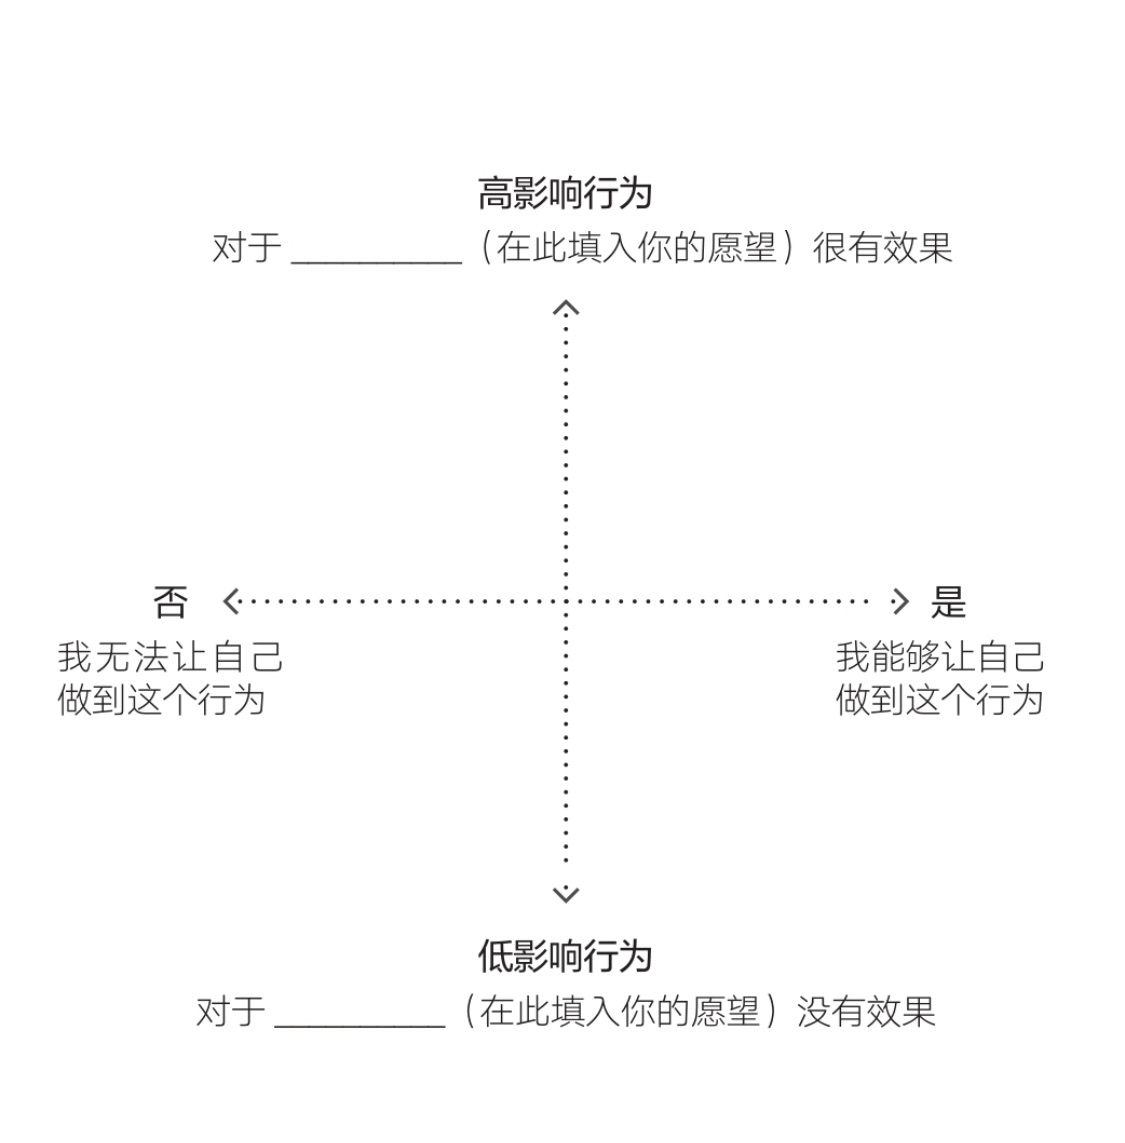 高影响行为
对于 __________（在此填入你的愿望）很有效果
否
是
我无法让自己
做到这个行为
我能够让自己
做到这个行为
低影响行为
对于 __________（在此填入你的愿望）没有效果